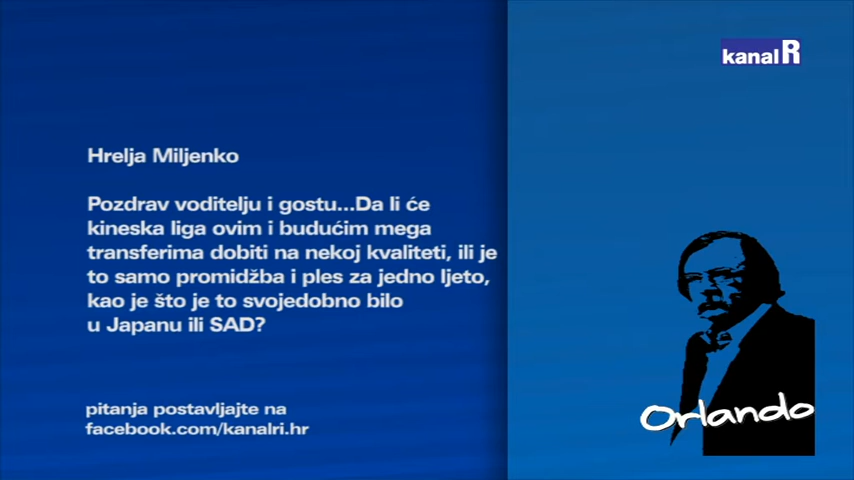 kanalR
Hrelja Miljenko
Pozdrav voditelju i gostu...Da li će
kineska liga ovim i budućim mega
transferima dobiti na nekoj kvaliteti, ili je
to samo promidžba i ples za jedno ljeto,
kao je što je to svojedobno bilo
u Japanu ili SAD?
pitanja postavljajte na
facebook.com/kanalri.hr
Orlando